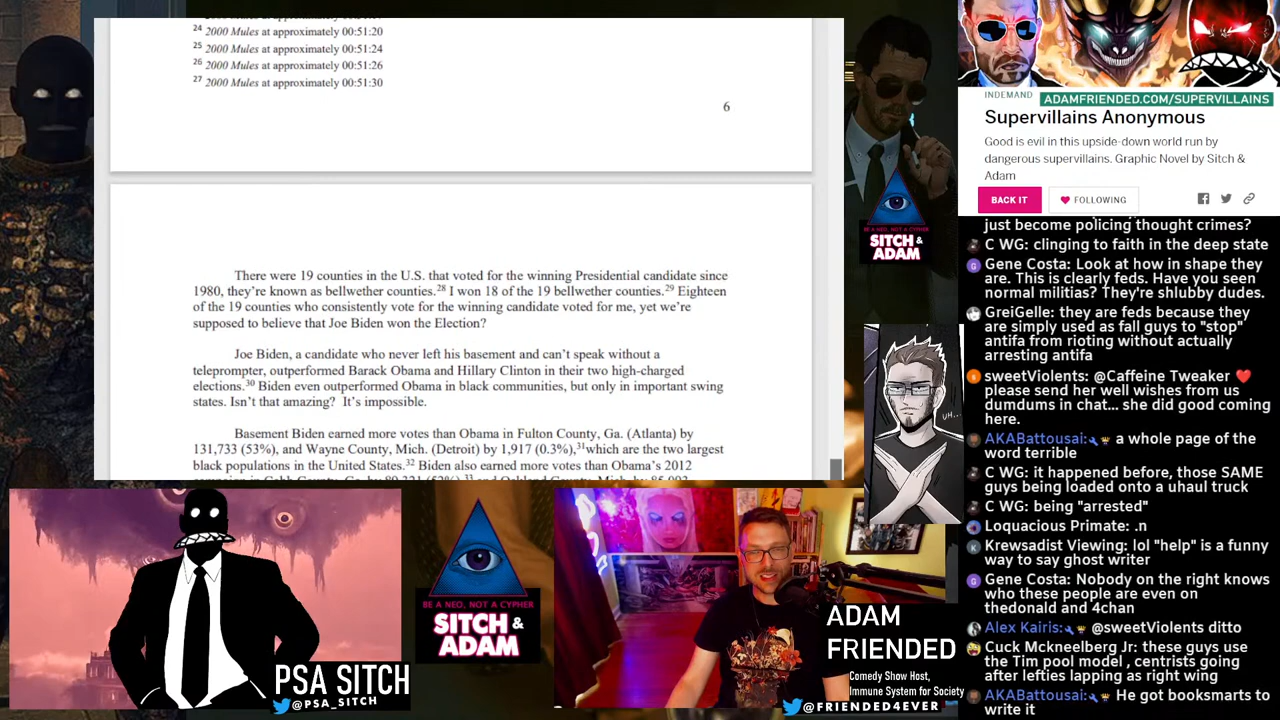 24 2000 Mules at approximately 00:51:20
25 2000 Mules at approximately 00:51:24
26 2000 Mules at approximately 00:51:26
27 2000 Mules at approximately 00:51:30
6
There were 19 counties in the U.S. that voted for the winning Presidential candidate since
1980, they're known as bellwether counties.28 I won 18 of the 19 bellwether counties.29 Eighteen
of the 19 counties who consistently vote for the winning candidate voted for me, yet we're
supposed to believe that Joe Biden won the Election?
Joe Biden, a candidate who never left his basement and can't speak without a
teleprompter, outperformed Barack Obama and Hillary Clinton in their two high-charged
elections.30 Biden even outperformed Obama in black communities, but only in important swing
states. Isn't that amazing?  It's impossible.
Basement Biden earned more votes than Obama in Fulton County, Ga. (Atlanta) by
131,733 (53%), and Wayne County, Mich. (Detroit) by 1,917 (0.3%),31which are the two largest
black populations in the United States.32 Biden also earned more votes than Obama's 2012
BE A NEO, NOT A CYPHER
SITCH &
ADAM
UH..
INDEMAND
ADAMFRIENDED.COM/SUPERVILLAINS
Supervillains Anonymous
Good is evil in this upside-down world run by
dangerous supervillains. Graphic Novel by Sitch &
Adam
BACK IT
FOLLOWING
just become policing thought crimes?
C WG: clinging to faith in the deep state
Gene Costa: Look at how in shape they
are. This is clearly feds. Have you seen
normal militias? They're shlubby dudes.
GreiGelle: they are feds because they
are simply used as fall guys to "stop"
antifa from rioting without actually
arresting antifa
sweetViolents: @Caffeine Tweaker ❤️
please send her well wishes from us
dumdums in chat... she did good coming
here.
AKABattousai: a whole page of the
word terrible
C WG: it happened before, those SAME
guys being loaded onto a uhaul truck
C WG: being "arrested"
Loquacious Primate: .n
Krewsadist Viewing: lol "help" is a funny
way to say ghost writer
Gene Costa: Nobody on the right knows
who these people are even on
thedonald and 4chan
Alex Kairis: @sweetViolents ditto
Cuck Mckneelberg Jr: these guys use
the Tim pool model , centrists going
after lefties lapping as right wing
AKABattousai: He got booksmarts to
write it
PSA SITCH
@PSA_SITCH
BE A NEO, NOT A CYPHER
SITCH &
ADAM
ADAM
FRIENDED
Comedy Show Host,
Immune System for Society
@FRIENDED4EVER